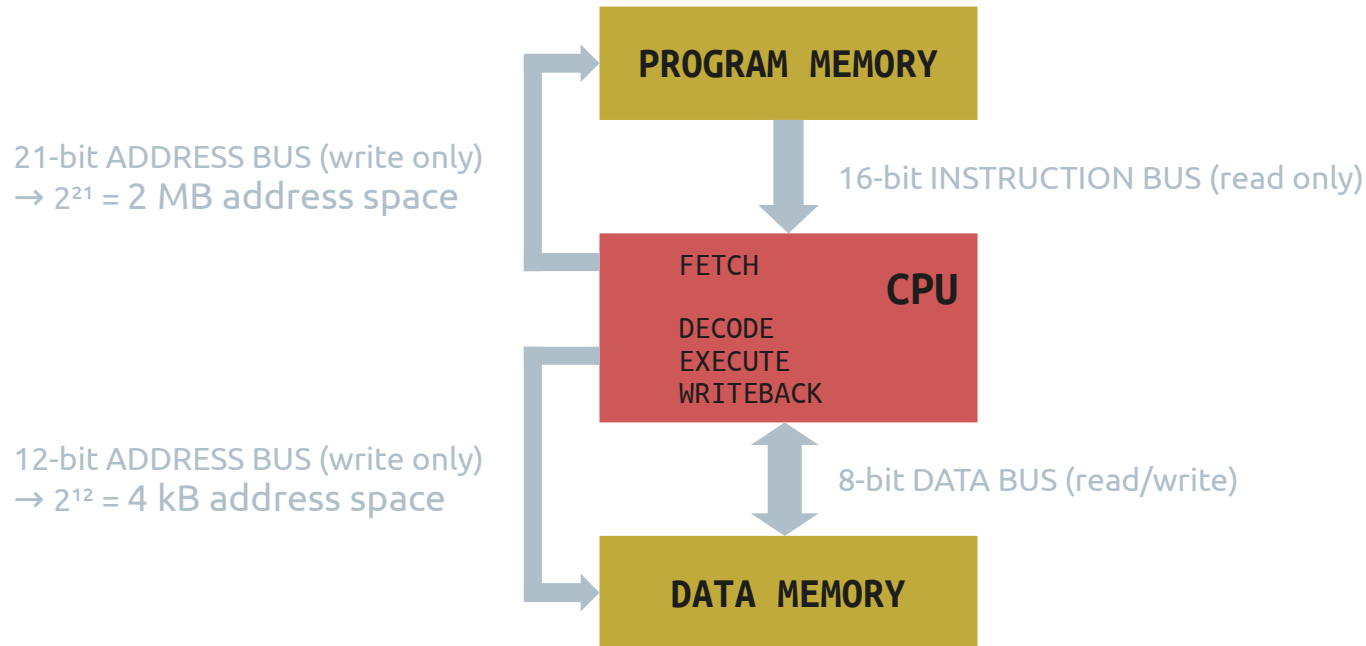 PROGRAM MEMORY
21-bit ADDRESS BUS (write only)
→ 2²¹ = 2 MB address space
16-bit INSTRUCTION BUS (read only)
FETCH
CPU
DECODE
EXECUTE
WRITEBACK
12-bit ADDRESS BUS (write only)
→ 2¹² = 4 kB address space
8-bit DATA BUS (read/write)
DATA MEMORY